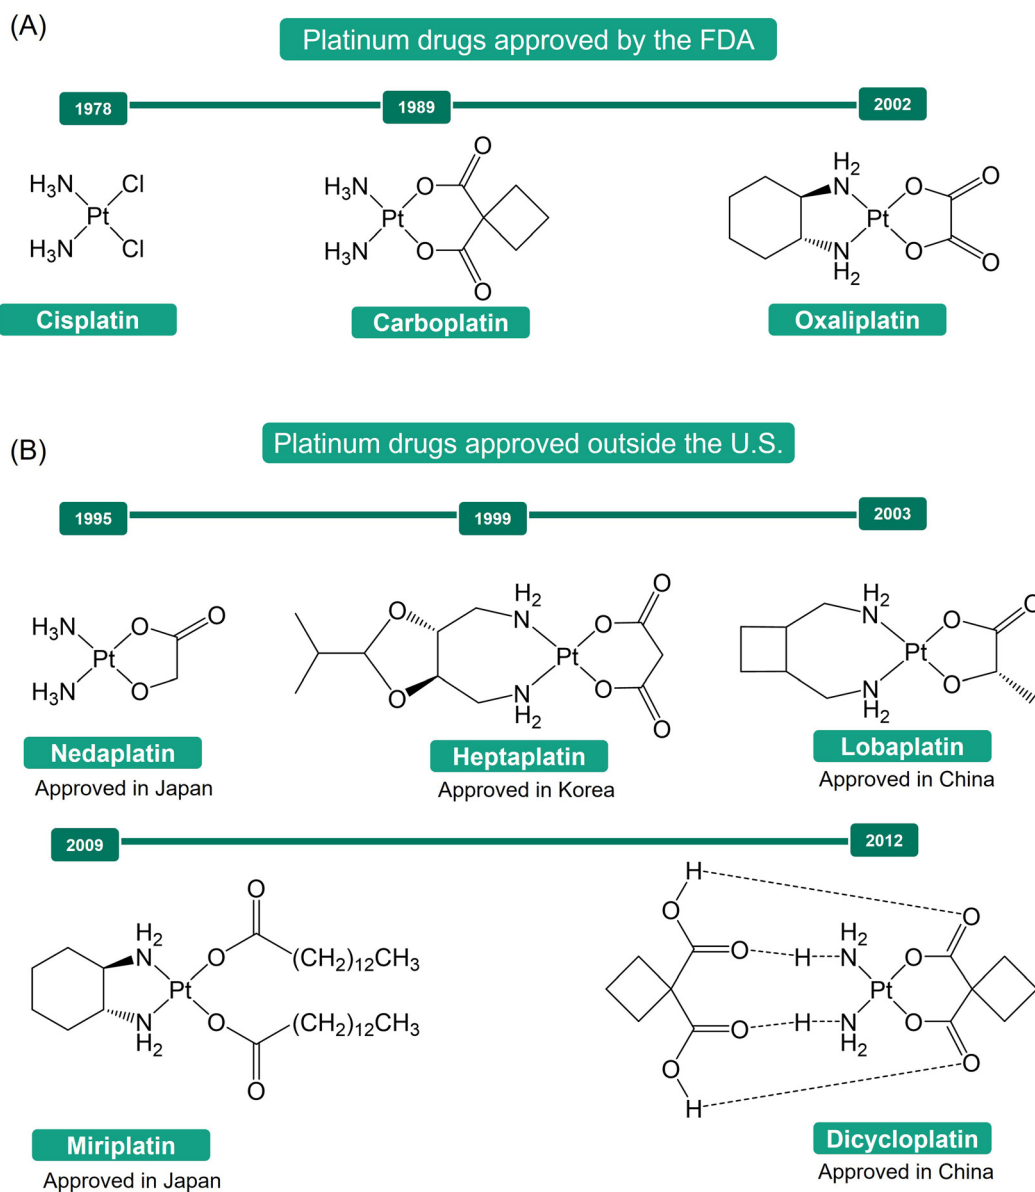 (A)
Platinum drugs approved by the FDA
1978
1989
2002
H₃N
Cl
Pt
H₃N
Cl
Cisplatin
O
H₃N
O
Pt
H₃N
O
O
Carboplatin
H₂
N
O
O
Pt
N
H₂
O
O
Oxaliplatin
(B)
Platinum drugs approved outside the U.S.
1995
1999
2003
H₃N
O
O
Pt
H₃N
O
Nedaplatin
Approved in Japan
O
O
H₂
N
Pt
N
H₂
O
O
O
O
Heptaplatin
Approved in Korea
H₂
N
Pt
N
H₂
O
O
O
Lobaplatin
Approved in China
2009
2012
H₂
N
Pt
N
H₂
O
O
(CH₂)₁₂CH₃
O
O
(CH₂)₁₂CH₃
Miriplatin
Approved in Japan
H
O
O
H
H₂
N
O
O
Pt
O
H
N
H₂
O
O
O
H
Dicycloplatin
Approved in China